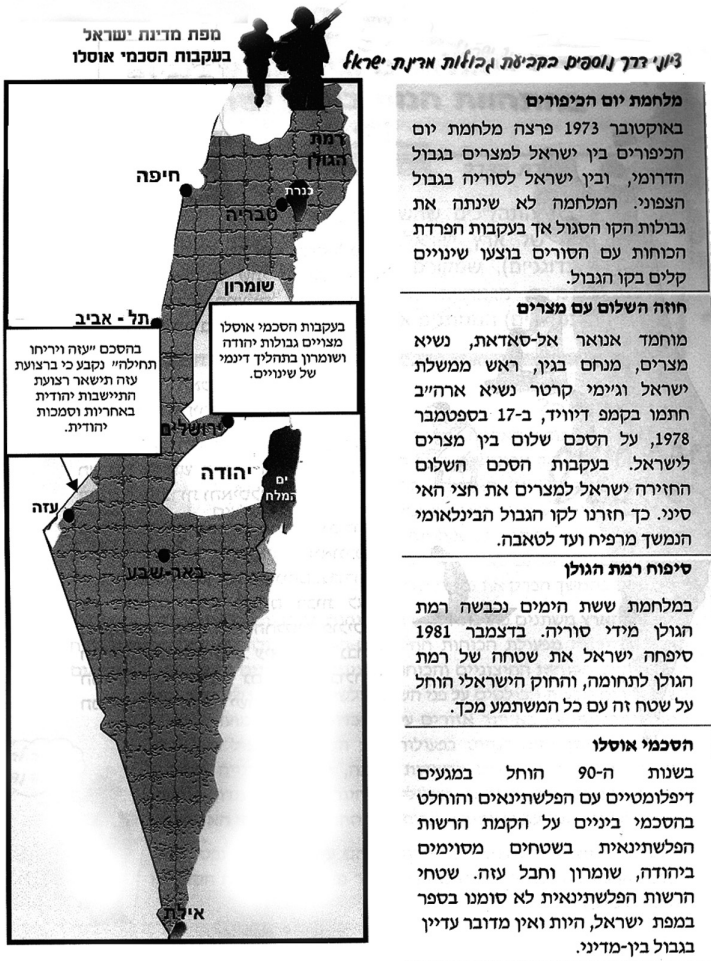 ציוני דרך נוספים בקביעת גבולות מדינת ישראל
מלחמת יום הכיפורים
באוקטובר 1973 פרצה מלחמת יום
הכיפורים בין ישראל למצרים בגבול
הדרומי, ובין ישראל לסוריה בגבול
הצפוני. המלחמה לא שינתה את
גבולות הקו הסגול אך בעקבות הפרדת
הכוחות עם הסורים בוצעו שינויים
קלים בקו הגבול.
חוזה השלום עם מצרים
מוחמד אנואר אל-סאדאת, נשיא
מצרים, מנחם בגין, ראש ממשלת
ישראל וג׳ימי קרטר נשיא ארה״ב
חתמו בקמפ דיוויד, ב-17 בספטמבר
1978, על הסכם שלום בין מצרים
לישראל. בעקבות הסכם השלום
החזירה ישראל למצרים את חצי האי
סיני. כך חזרנו לקו הגבול הבינלאומי
הנמשך מרפיח ועד לטאבה.
סיפוח רמת הגולן
במלחמת ששת הימים נכבשה רמת
הגולן מידי סוריה. בדצמבר 1981
סיפחה ישראל את שטחה של רמת
הגולן לתחומה, והחוק הישראלי הוחל
על שטח זה עם כל המשתמע מכך.
הסכמי אוסלו
בשנות ה-90 הוחל במגעים
דיפלומטיים עם הפלשתינאים והוחלט
בהסכמי ביניים על הקמת הרשות
הפלשתינאית בשטחים מסוימים
ביהודה, שומרון וחבל עזה. שטחי
הרשות הפלשתינאית לא סומנו בספר
במפת ישראל, היות ואין מדובר עדיין
בגבול בין-מדיני.
מפת מדינת ישראל
בעקבות הסכמי אוסלו
רמת
הגולן
חיפה
כנרת
טבריה
שומרון
תל - אביב
בעקבות הסכמי אוסלו
מצויים גבולות יהודה
ושומרון בתהליך דינמי
של שינויים.
בהסכם ״עזה ויריחו
תחילה״ נקבע כי ברצועת
עזה תישאר רצועת
התיישבות יהודית
באחריות וסמכות
יהודית.
ירושלים
יהודה
ים
המלח
עזה
באר-שבע
אילת